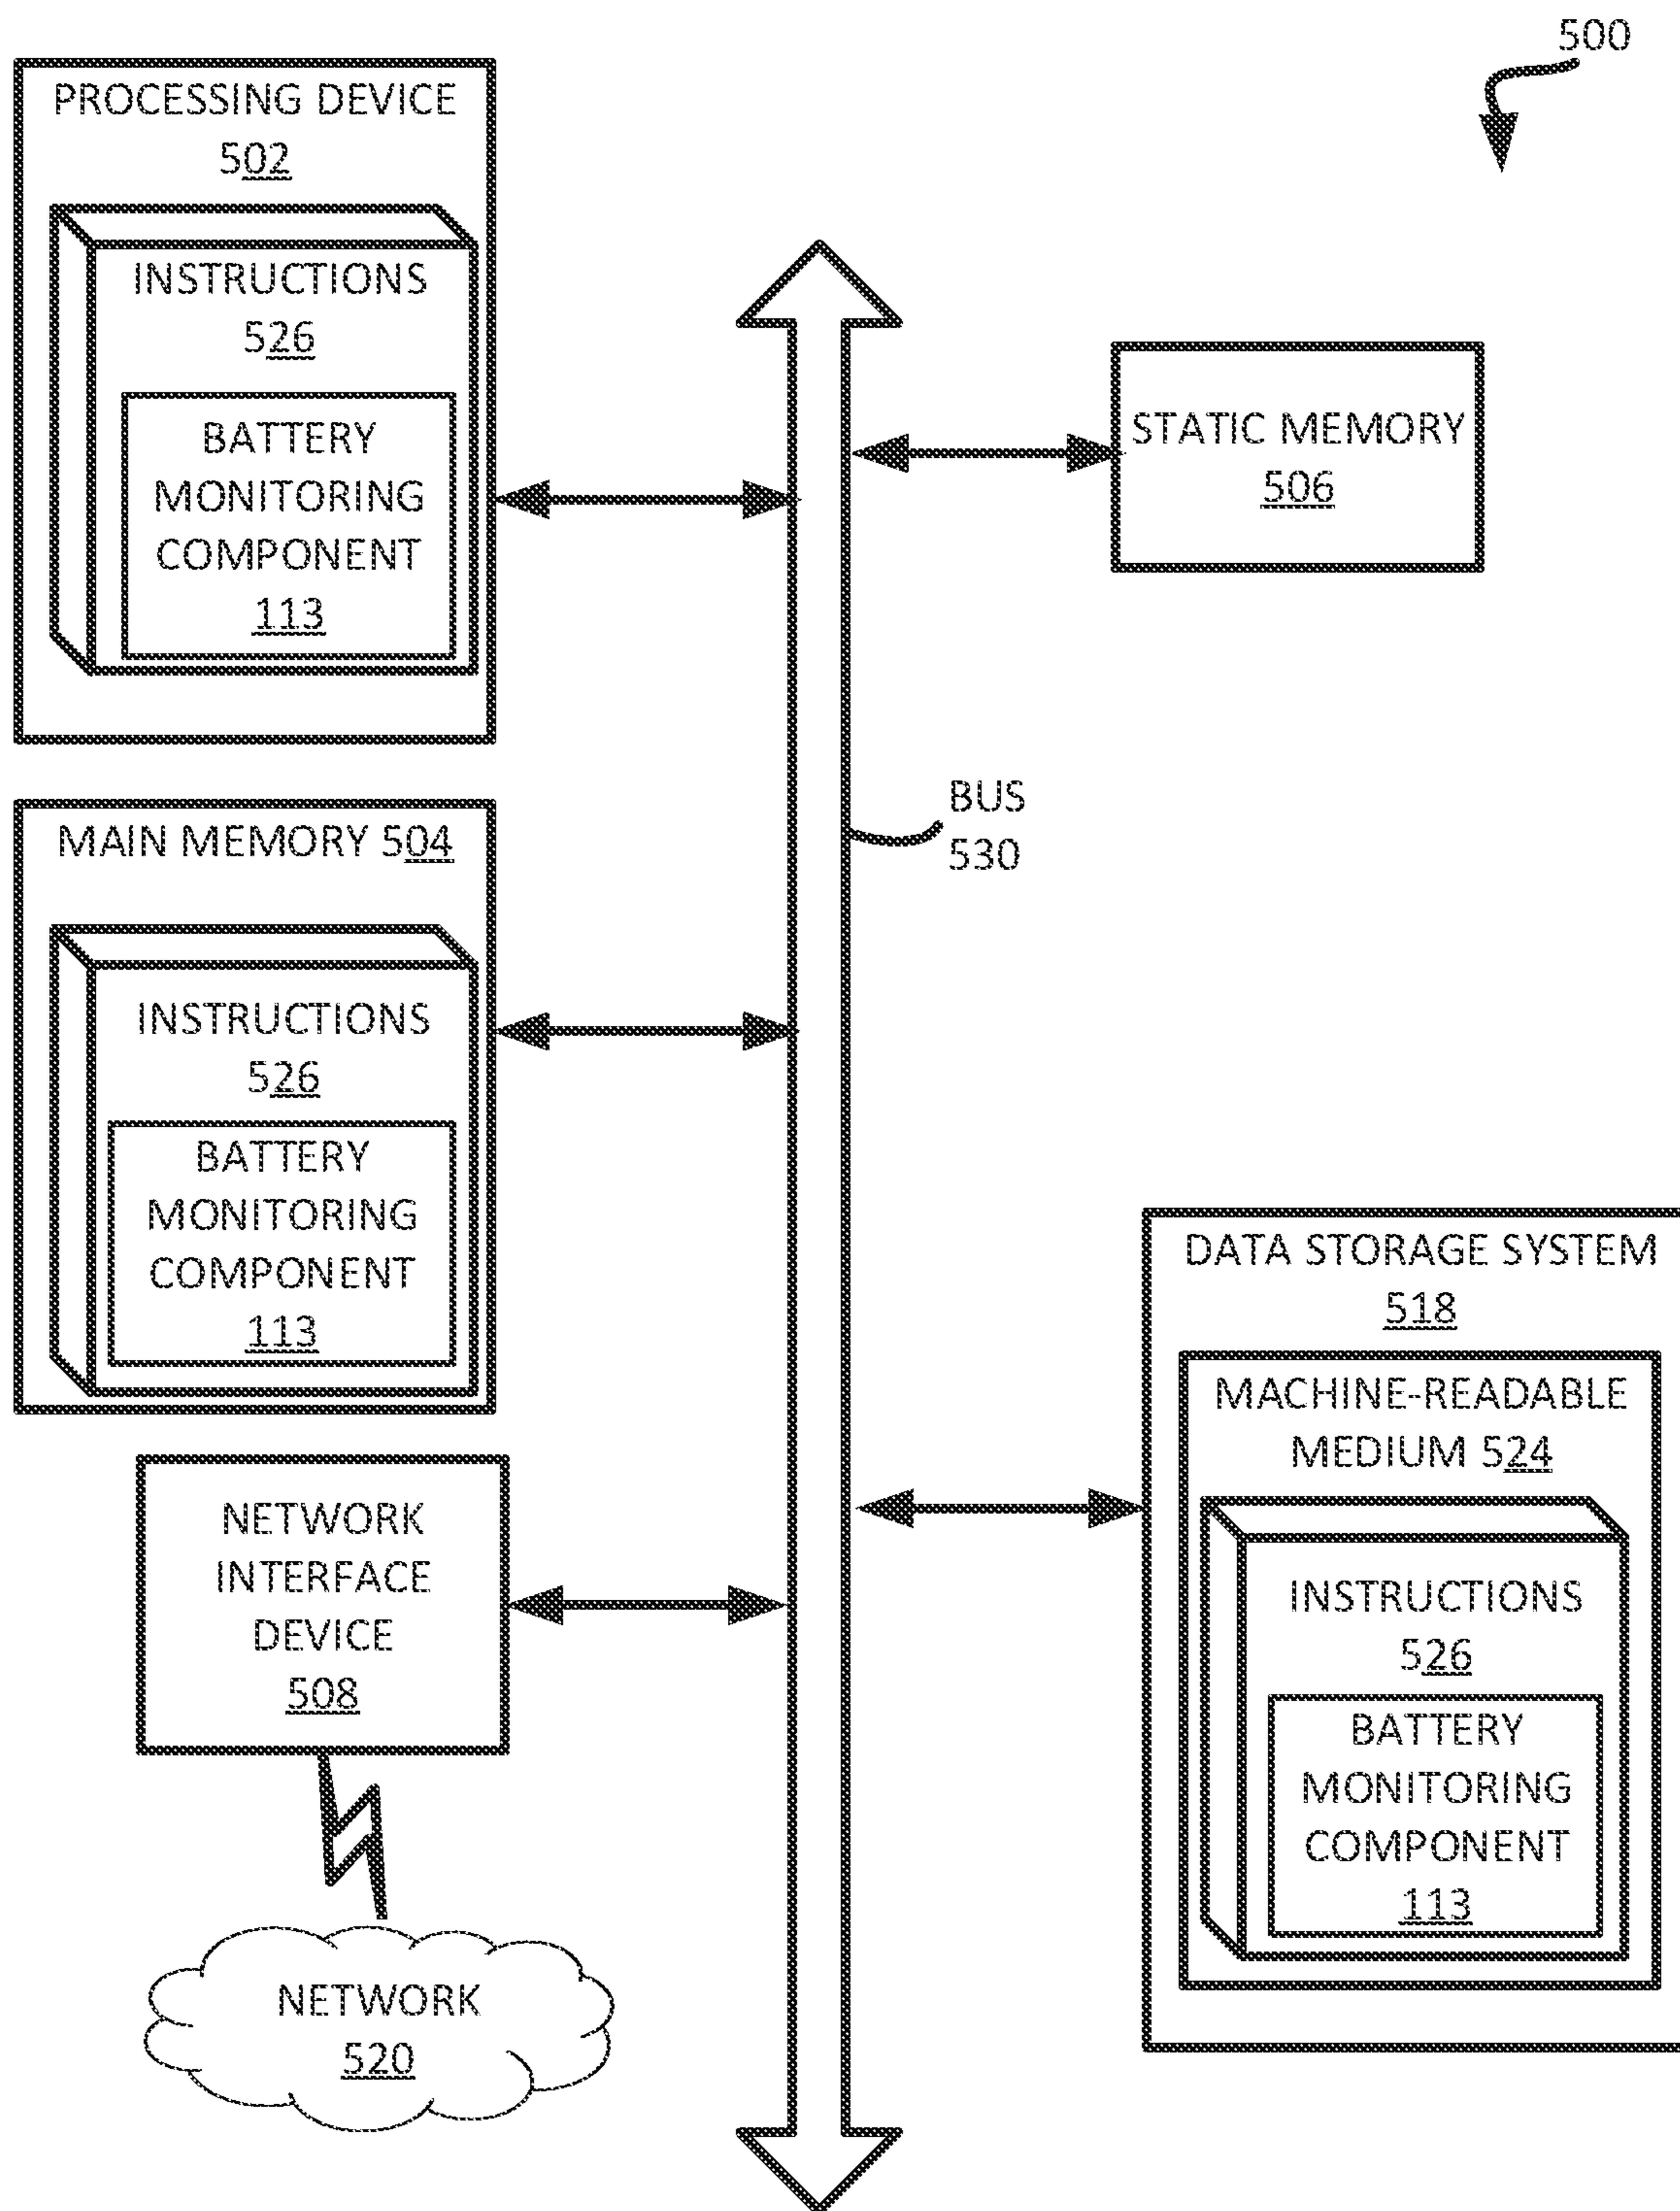 500
PROCESSING DEVICE
502
INSTRUCTIONS
526
BATTERY
MONITORING
COMPONENT
113
STATIC MEMORY
506
BUS
530
MAIN MEMORY 504
INSTRUCTIONS
526
BATTERY
MONITORING
COMPONENT
113
DATA STORAGE SYSTEM
518
MACHINE-READABLE
MEDIUM 524
INSTRUCTIONS
526
BATTERY
MONITORING
COMPONENT
113
NETWORK
INTERFACE
DEVICE
508
NETWORK
520